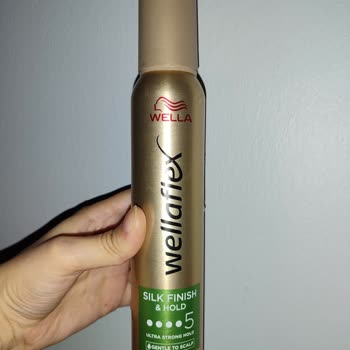 WELLA
wellaflex
SILK FINISH
& HOLD
5
ULTRA STRONG HOLD
GENTLE TO SCALP